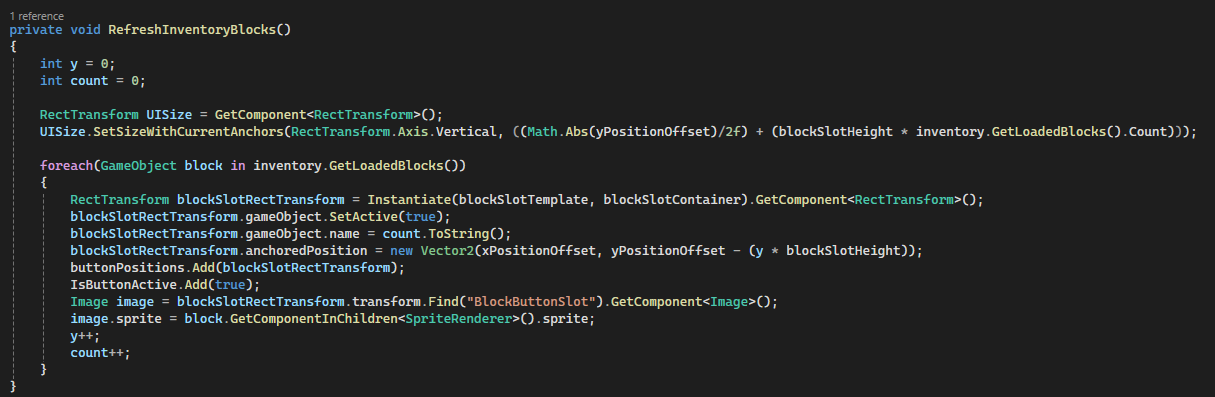 1 reference
private void RefreshInventoryBlocks()
{
    int y = 0;
    int count = 0;

    RectTransform UISize = GetComponent<RectTransform>();
    UISize.SetSizeWithCurrentAnchors(RectTransform.Axis.Vertical, ((Math.Abs(yPositionOffset)/2f) + (blockSlotHeight * inventory.GetLoadedBlocks().Count)));

    foreach(GameObject block in inventory.GetLoadedBlocks())
    {
        RectTransform blockSlotRectTransform = Instantiate(blockSlotTemplate, blockSlotContainer).GetComponent<RectTransform>();
        blockSlotRectTransform.gameObject.SetActive(true);
        blockSlotRectTransform.gameObject.name = count.ToString();
        blockSlotRectTransform.anchoredPosition = new Vector2(xPositionOffset, yPositionOffset - (y * blockSlotHeight));
        buttonPositions.Add(blockSlotRectTransform);
        IsButtonActive.Add(true);
        Image image = blockSlotRectTransform.transform.Find("BlockButtonSlot").GetComponent<Image>();
        image.sprite = block.GetComponentInChildren<SpriteRenderer>().sprite;
        y++;
        count++;
    }
}